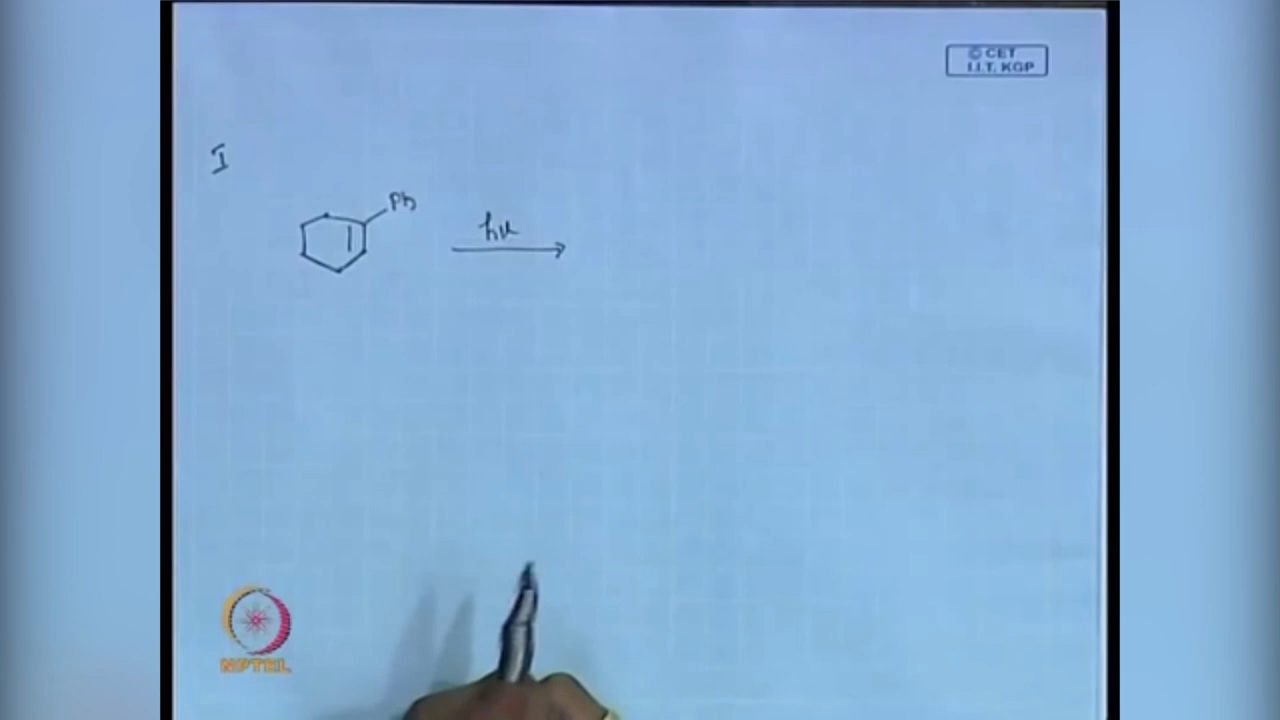 © CET
I.I.T. KGP
I
Ph
hν
NPTEL